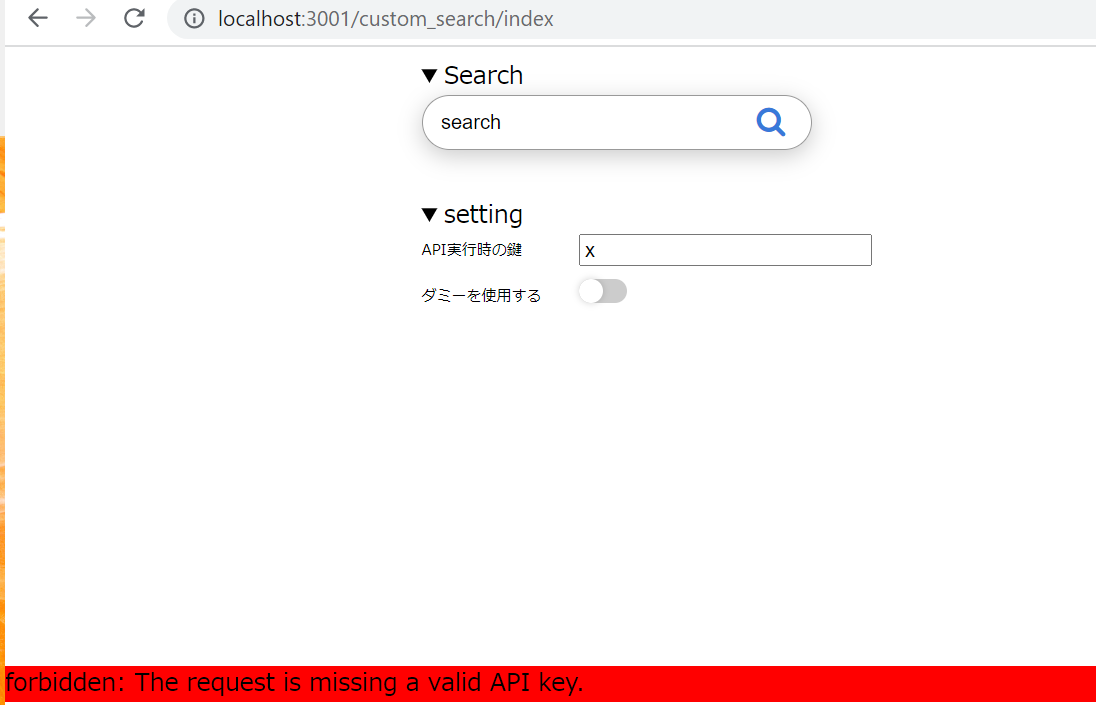 localhost:3001/custom_search/index
▼ Search
search
▼ setting
API実行時の鍵
x
ダミーを使用する
forbidden: The request is missing a valid API key.